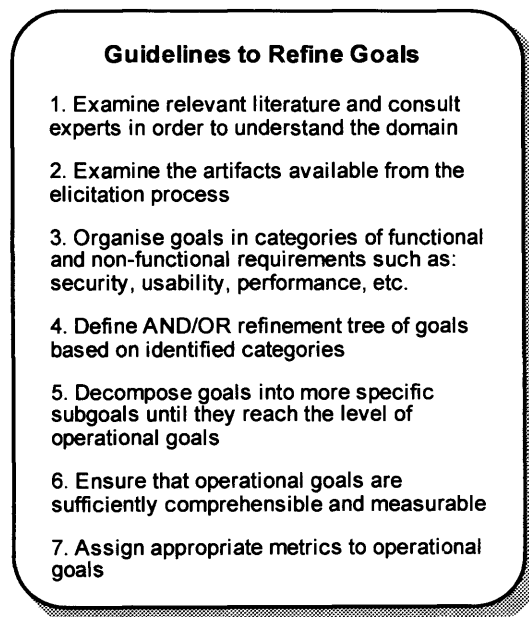 Guidelines to Refine Goals
1. Examine relevant literature and consult
experts in order to understand the domain
2. Examine the artifacts available from the
elicitation process
3. Organise goals in categories of functional
and non-functional requirements such as:
security, usability, performance, etc.
4. Define AND/OR refinement tree of goals
based on identified categories
5. Decompose goals into more specific
subgoals until they reach the level of
operational goals
6. Ensure that operational goals are
sufficiently comprehensible and measurable
7. Assign appropriate metrics to operational
goals